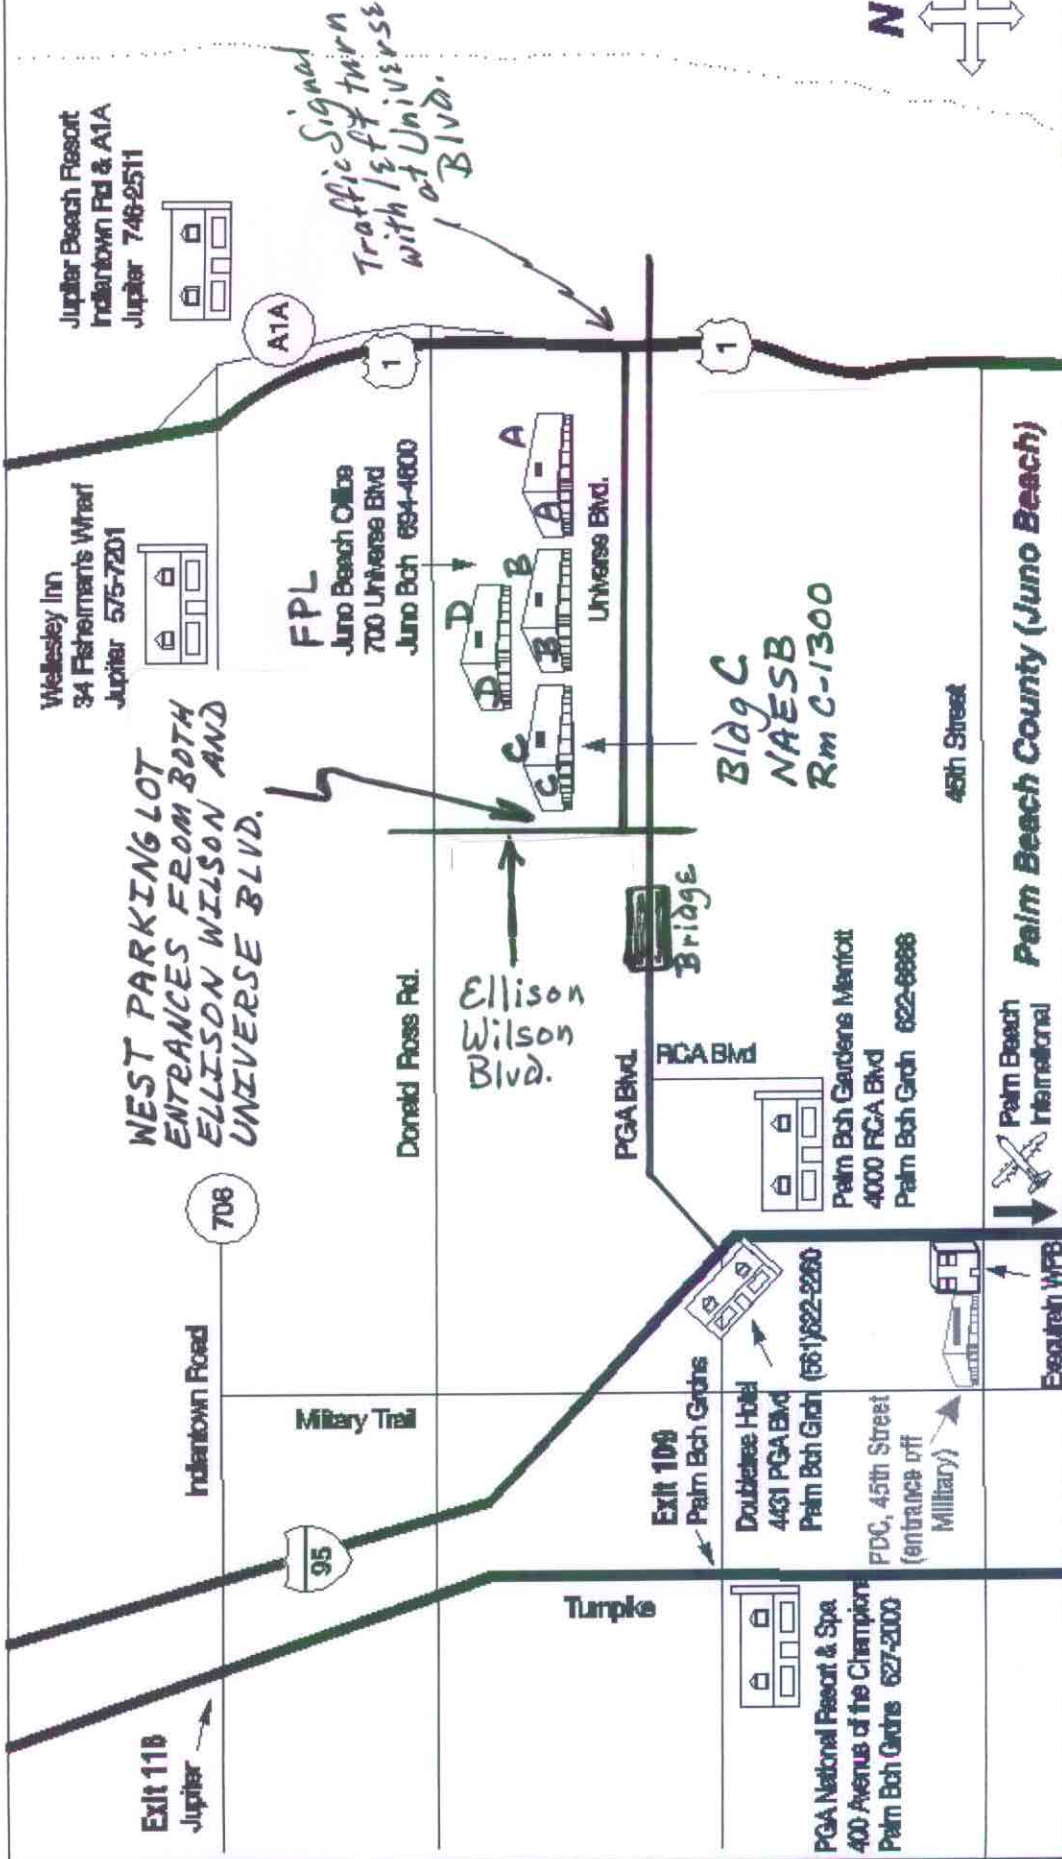 N
Jupiter Beach Resort
Indiantown Rd & A1A
Jupiter 746-2511
A1A
Traffic Signal
with left turn
at Universe
Blvd.
1
1
Wellesley Inn
34 Fisherman's Wharf
Jupiter 575-7201
FPL
Juno Beach Office
700 Universe Blvd
Juno Bch 694-4600
A
A
B
B
C
C
D
D
Universe Blvd.
Bldg C
NAESB
Rm C-1300
WEST PARKING LOT
ENTRANCES FROM BOTH
ELLISON WILSON AND
UNIVERSE BLVD.
Ellison
Wilson
Blvd.
Bridge
45th Street
Palm Beach County (Juno Beach)
708
Indiantown Road
Donald Ross Rd.
PGA Blvd.
RCA Blvd
Palm Bch Gardens Marriott
4000 RCA Blvd
Palm Bch Grdn
Palm Beach
International
Military Trail
95
Exit 109
Palm Bch Grdns
Doubletree Hotel
4431 PGA Blvd
Palm Bch Grdn (561)622-2260
PDC, 45th Street
(entrance off
Military)
Executrain WPB
Exit 116
Jupiter
Turnpike
PGA National Resort & Spa
400 Avenue of the Champions
Palm Bch Grdns 627-2000